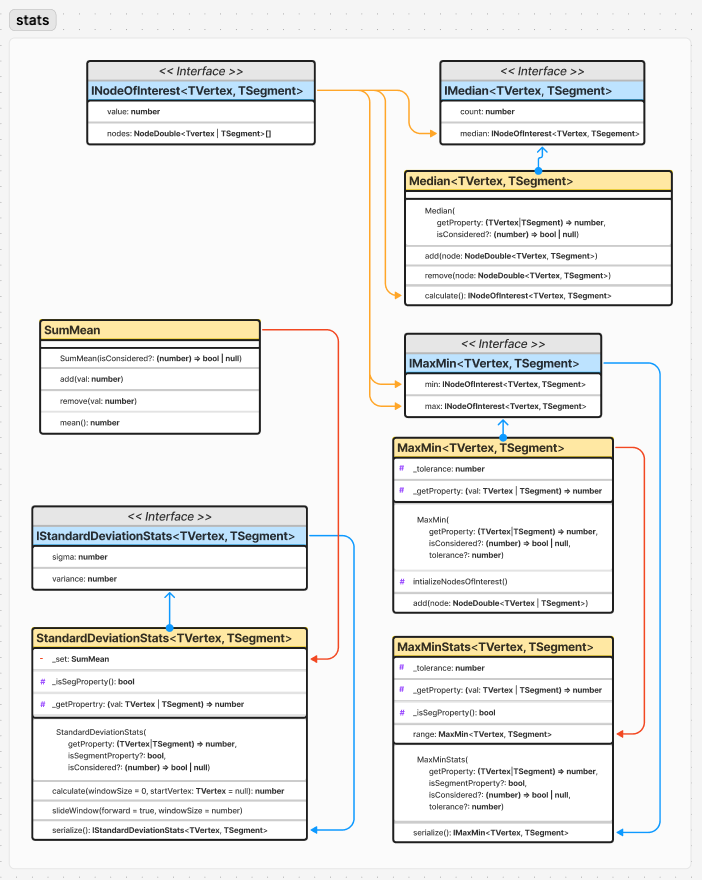 stats
<< Interface >>
INodeOfInterest<TVertex, TSegment>
value: number
nodes: NodeDouble<Tvertex | TSegment>[]
<< Interface >>
IMedian<TVertex, TSegment>
count: number
median: INodeOfInterest<TVertex, TSegment>
Median<TVertex, TSegment>
Median(
getProperty: (TVertex|TSegment) => number,
isConsidered?: (number) => bool | null)
add(node: NodeDouble<TVertex, TSegment>)
remove(node: NodeDouble<TVertex, TSegment>)
calculate(): INodeOfInterest<TVertex, TSegment>
SumMean
SumMean(isConsidered?: (number) => bool | null)
add(val: number)
remove(val: number)
mean(): number
<< Interface >>
IMaxMin<TVertex, TSegment>
min: INodeOfInterest<TVertex, TSegment>
max: INodeOfInterest<TVertex, TSegment>
MaxMin<TVertex, TSegment>
# _tolerance: number
# _getProperty: (val: TVertex | TSegment) => number
MaxMin(
getProperty: (TVertex|TSegment) => number,
isConsidered?: (number) => bool | null,
tolerance?: number)
# intializeNodesOfInterest()
add(node: NodeDouble<TVertex | TSegment>)
<< Interface >>
IStandardDeviationStats<TVertex, TSegment>
sigma: number
variance: number
StandardDeviationStats<TVertex, TSegment>
- _set: SumMean
# _isSegProperty(): bool
# _getPropertry: (val: TVertex | TSegment) => number
StandardDeviationStats(
getProperty: (TVertex|TSegment) => number,
isSegmentProperty?: bool,
isConsidered?: (number) => bool | null)
calculate(windowSize = 0, startVertex: TVertex = null): number
slideWindow(forward = true, windowSize = number)
serialize(): IStandardDeviationStats<TVertex, TSegment>
MaxMinStats<TVertex, TSegment>
# _tolerance: number
# _getProperty: (val: TVertex | TSegment) => number
# _isSegProperty(): bool
range: MaxMin<TVertex, TSegment>
MaxMinStats(
getProperty: (TVertex|TSegment) => number,
isSegmentProperty: bool,
isConsidered?: (number) => bool | null,
tolerance?: number)
serialize(): IMaxMin<TVertex, TSegment>